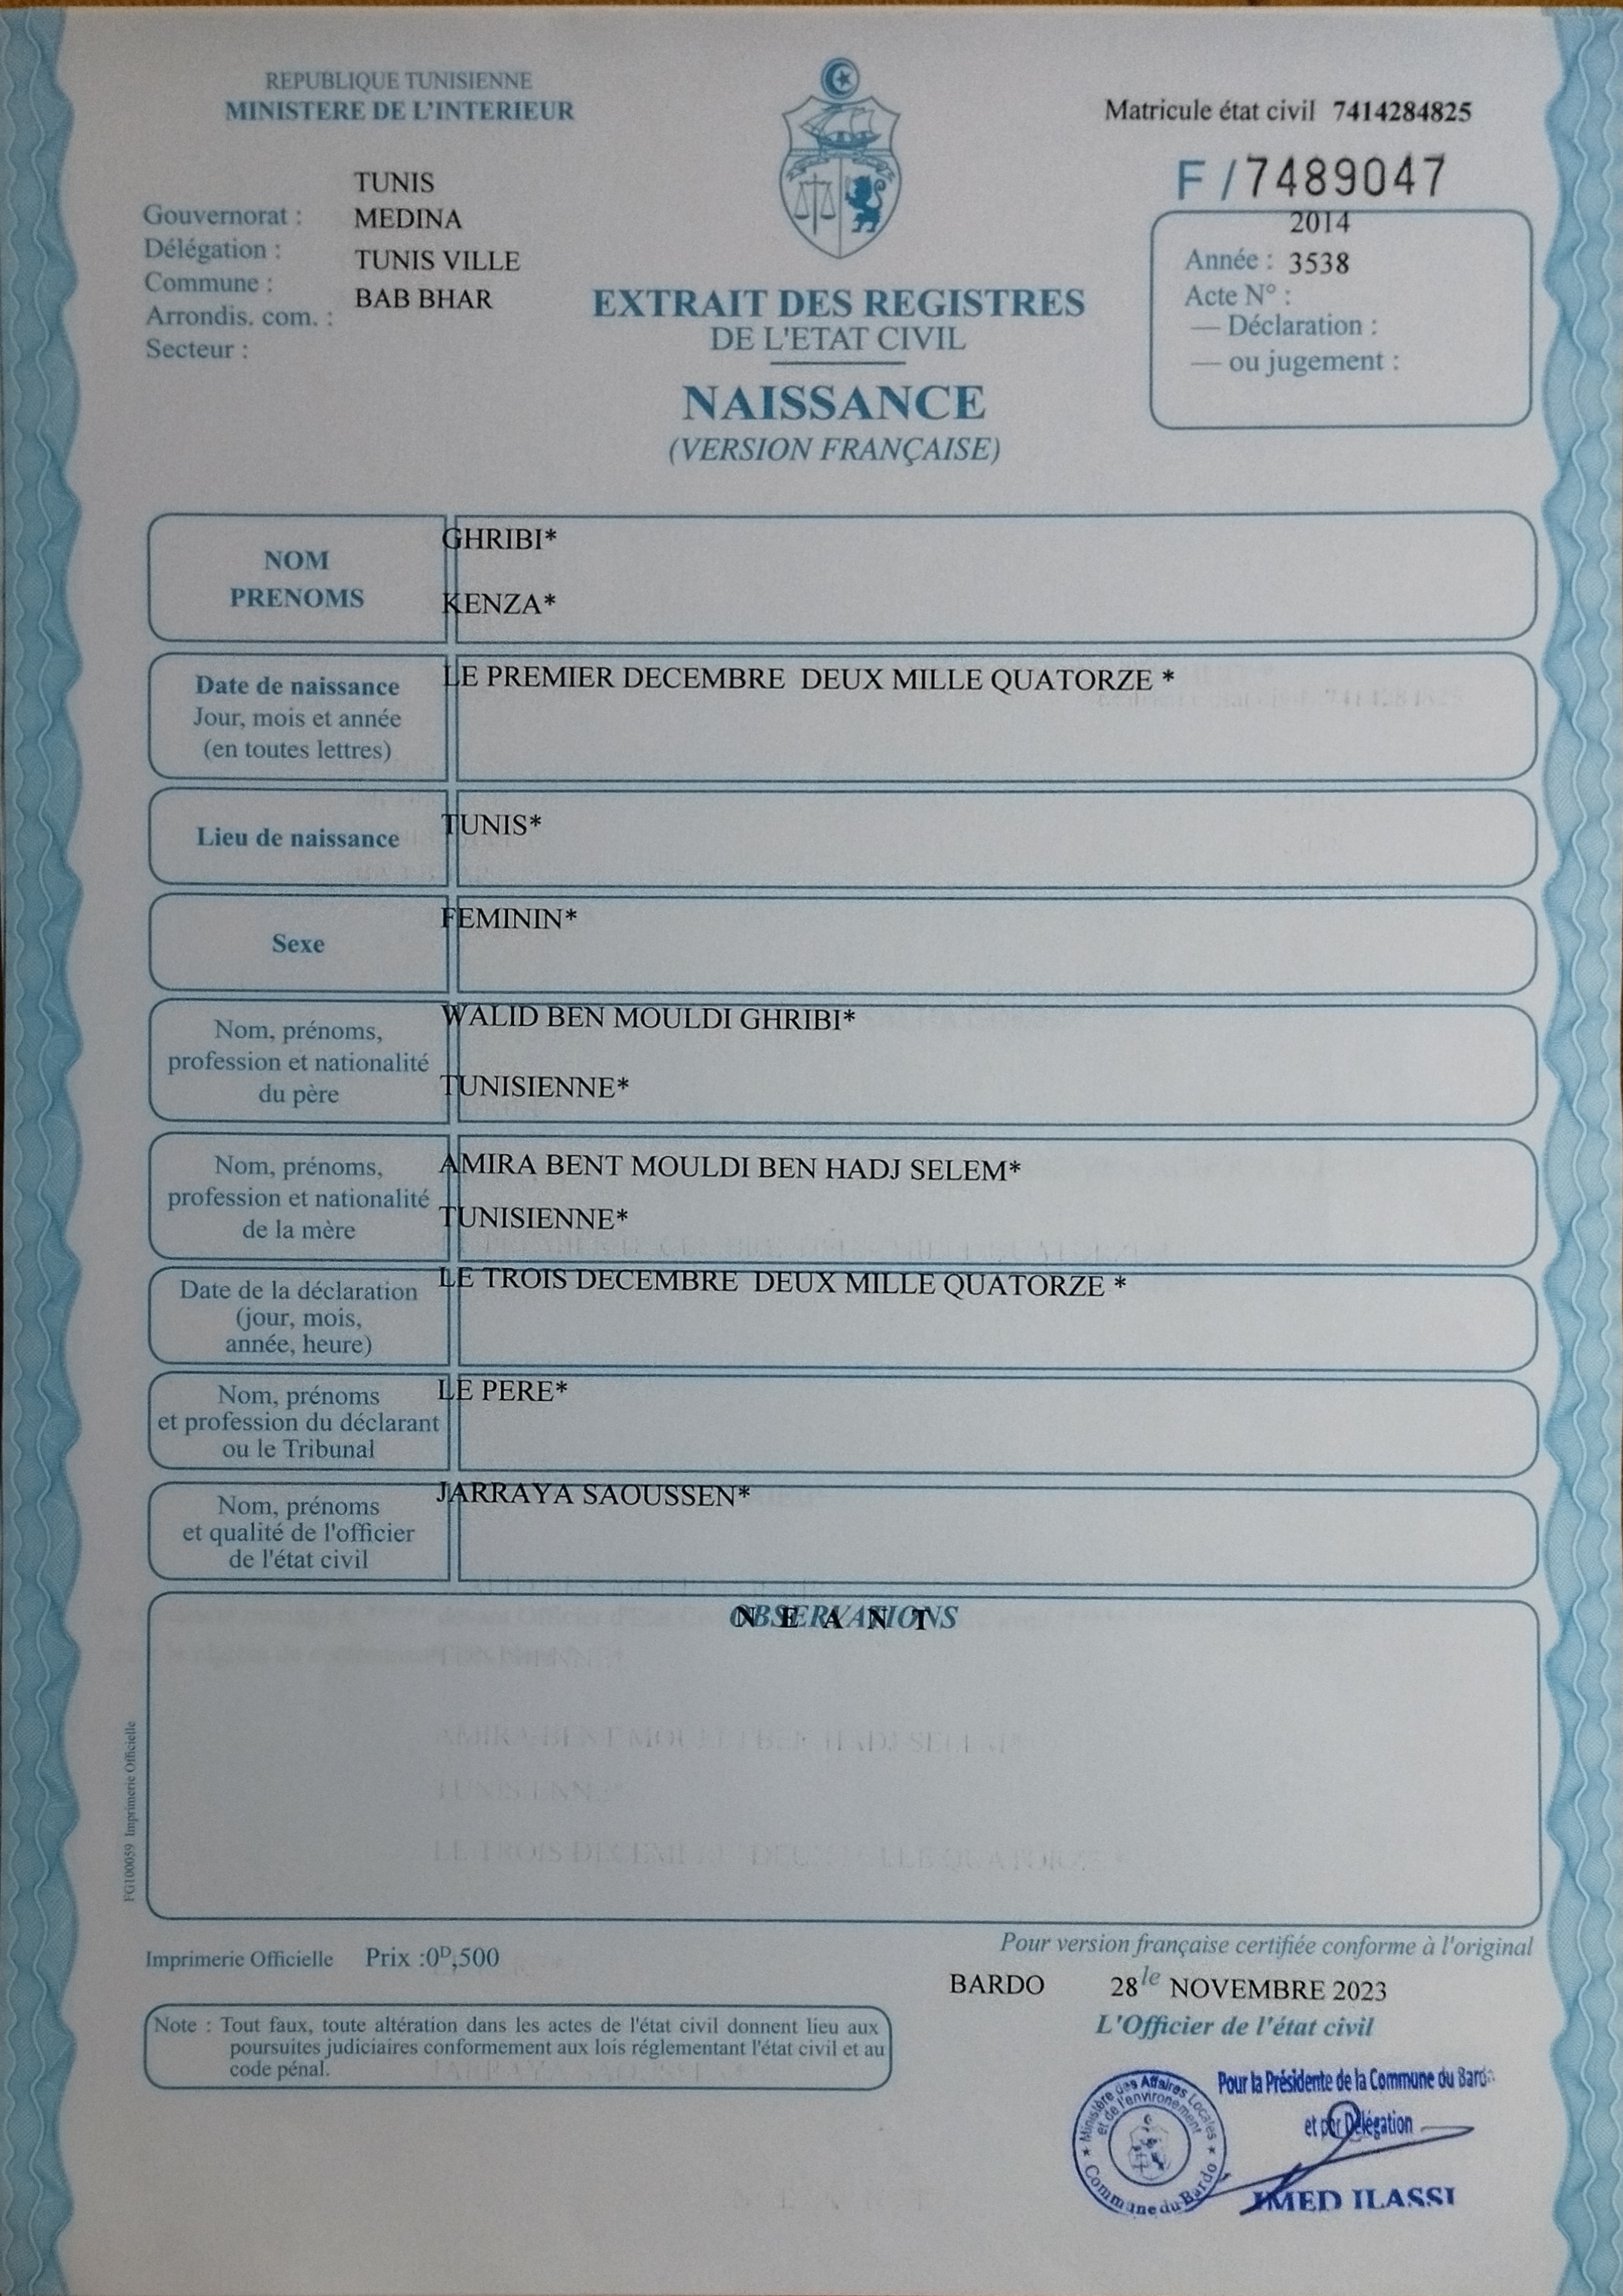 REPUBLIQUE TUNISIENNE
MINISTERE DE L'INTERIEUR
Matricule état civil 7414284825
F / 7489047
TUNIS
Gouvernorat : MEDINA
Délégation :
TUNIS VILLE
Commune :
BAB BHAR
Arrondis. com. :
Secteur :
2014
Année : 3538
Acte N° :
— Déclaration :
— ou jugement :
EXTRAIT DES REGISTRES
DE L'ETAT CIVIL
NAISSANCE
(VERSION FRANÇAISE)
NOM
PRENOMS
GHRIBI*
KENZA*
Date de naissance
Jour, mois et année
(en toutes lettres)
LE PREMIER DECEMBRE DEUX MILLE QUATORZE *
Lieu de naissance
TUNIS*
Sexe
FEMININ*
Nom, prénoms,
profession et nationalité
du père
WALID BEN MOULDI GHRIBI*
TUNISIENNE*
Nom, prénoms,
profession et nationalité
de la mère
AMIRA BENT MOULDI BEN HADJ SELEM*
TUNISIENNE*
Date de la déclaration
(jour, mois,
année, heure)
LE TROIS DECEMBRE DEUX MILLE QUATORZE *
Nom, prénoms
et profession du déclarant
ou le Tribunal
LE PERE*
Nom, prénoms
et qualité de l'officier
de l'état civil
JARRAYA SAOUSSEN*
OBSERVATIONS
N E A N T
FG100059 Imprimerie Officielle
Imprimerie Officielle Prix :0D,500
Pour version française certifiée conforme à l'original
BARDO 28 le NOVEMBRE 2023
L'Officier de l'état civil
Note : Tout faux, toute altération dans les actes de l'état civil donnent lieu aux
poursuites judiciaires conformement aux lois réglementant l'état civil et au
code pénal.
Ministère des Affaires Locales
et de l'environement
Commune du Bardo
Pour la Présidente de la Commune du Bardo
et par Délégation
IMED ILASSI